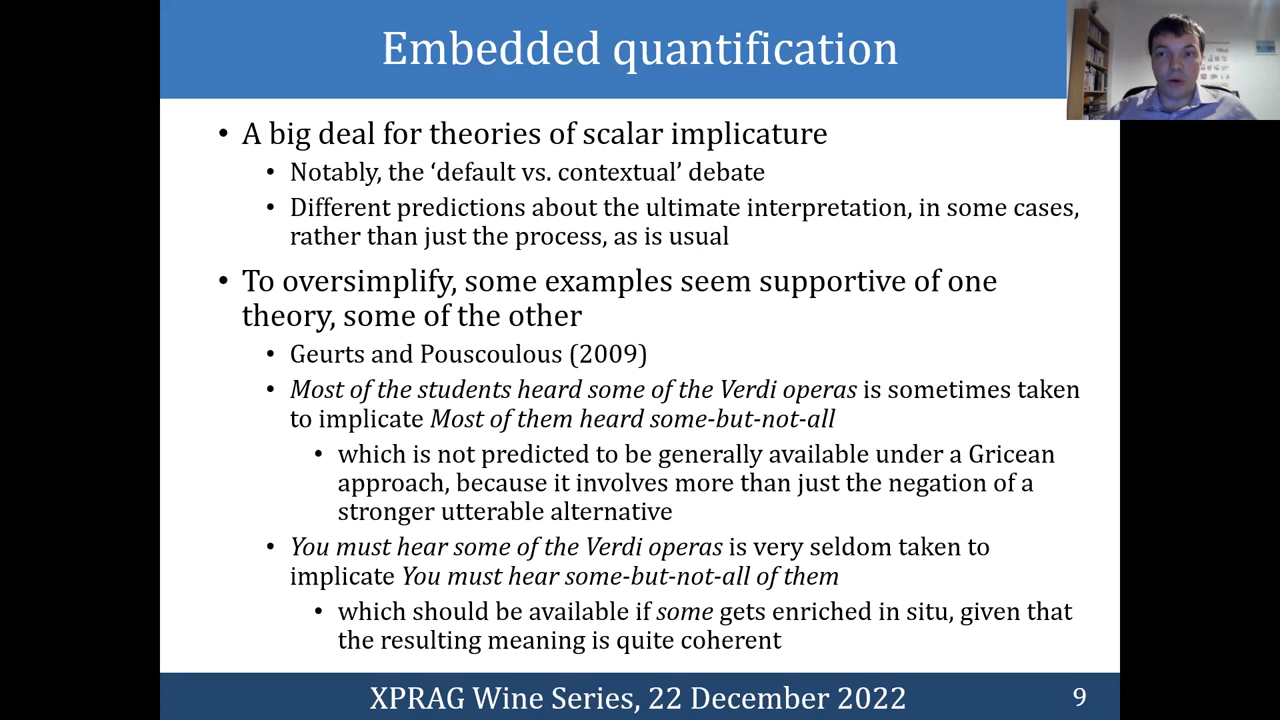 Embedded quantification
• A big deal for theories of scalar implicature
• Notably, the ‘default vs. contextual’ debate
• Different predictions about the ultimate interpretation, in some cases,
rather than just the process, as is usual
• To oversimplify, some examples seem supportive of one
theory, some of the other
• Geurts and Pouscoulous (2009)
• Most of the students heard some of the Verdi operas is sometimes taken
to implicate Most of them heard some-but-not-all
• which is not predicted to be generally available under a Gricean
approach, because it involves more than just the negation of a
stronger utterable alternative
• You must hear some of the Verdi operas is very seldom taken to
implicate You must hear some-but-not-all of them
• which should be available if some gets enriched in situ, given that
the resulting meaning is quite coherent
XPRAG Wine Series, 22 December 2022
9